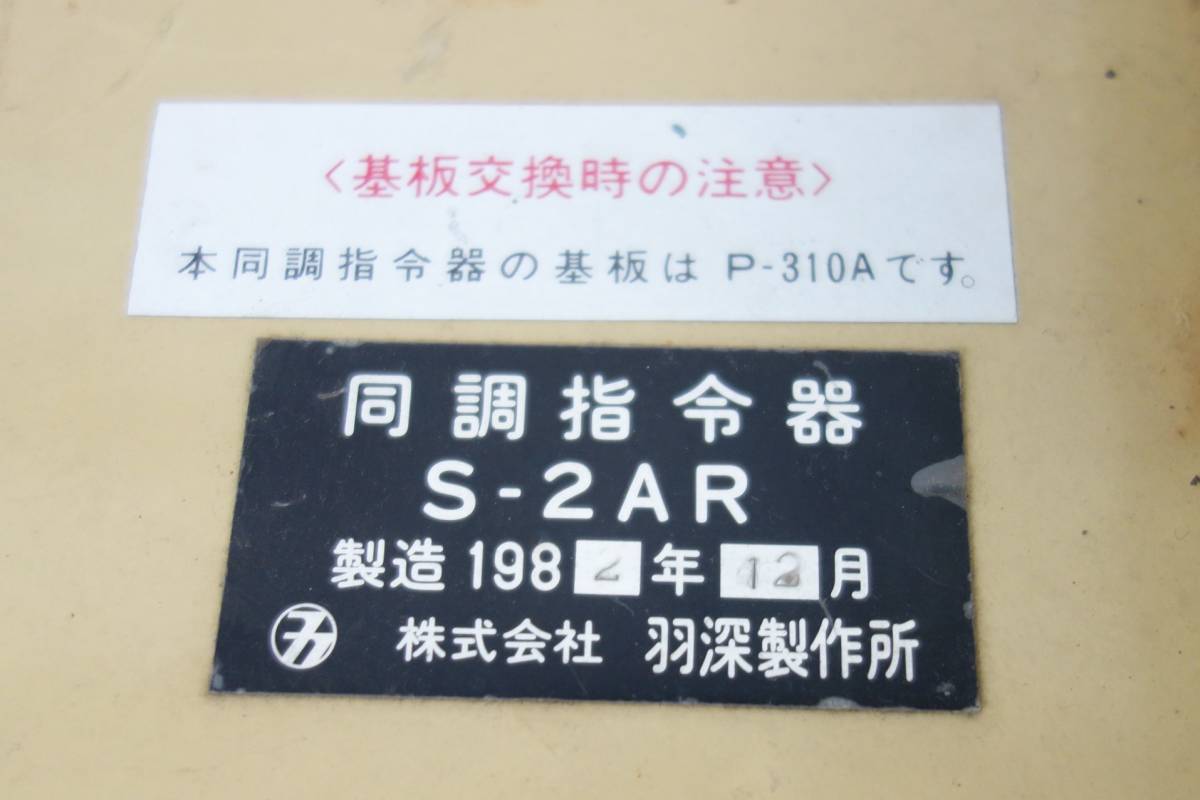 <基板交換時の注意>
本同調指令器の基板は P-310Aです。
同調指令器
S-2AR
製造 1982年 12月
株式会社 羽深製作所